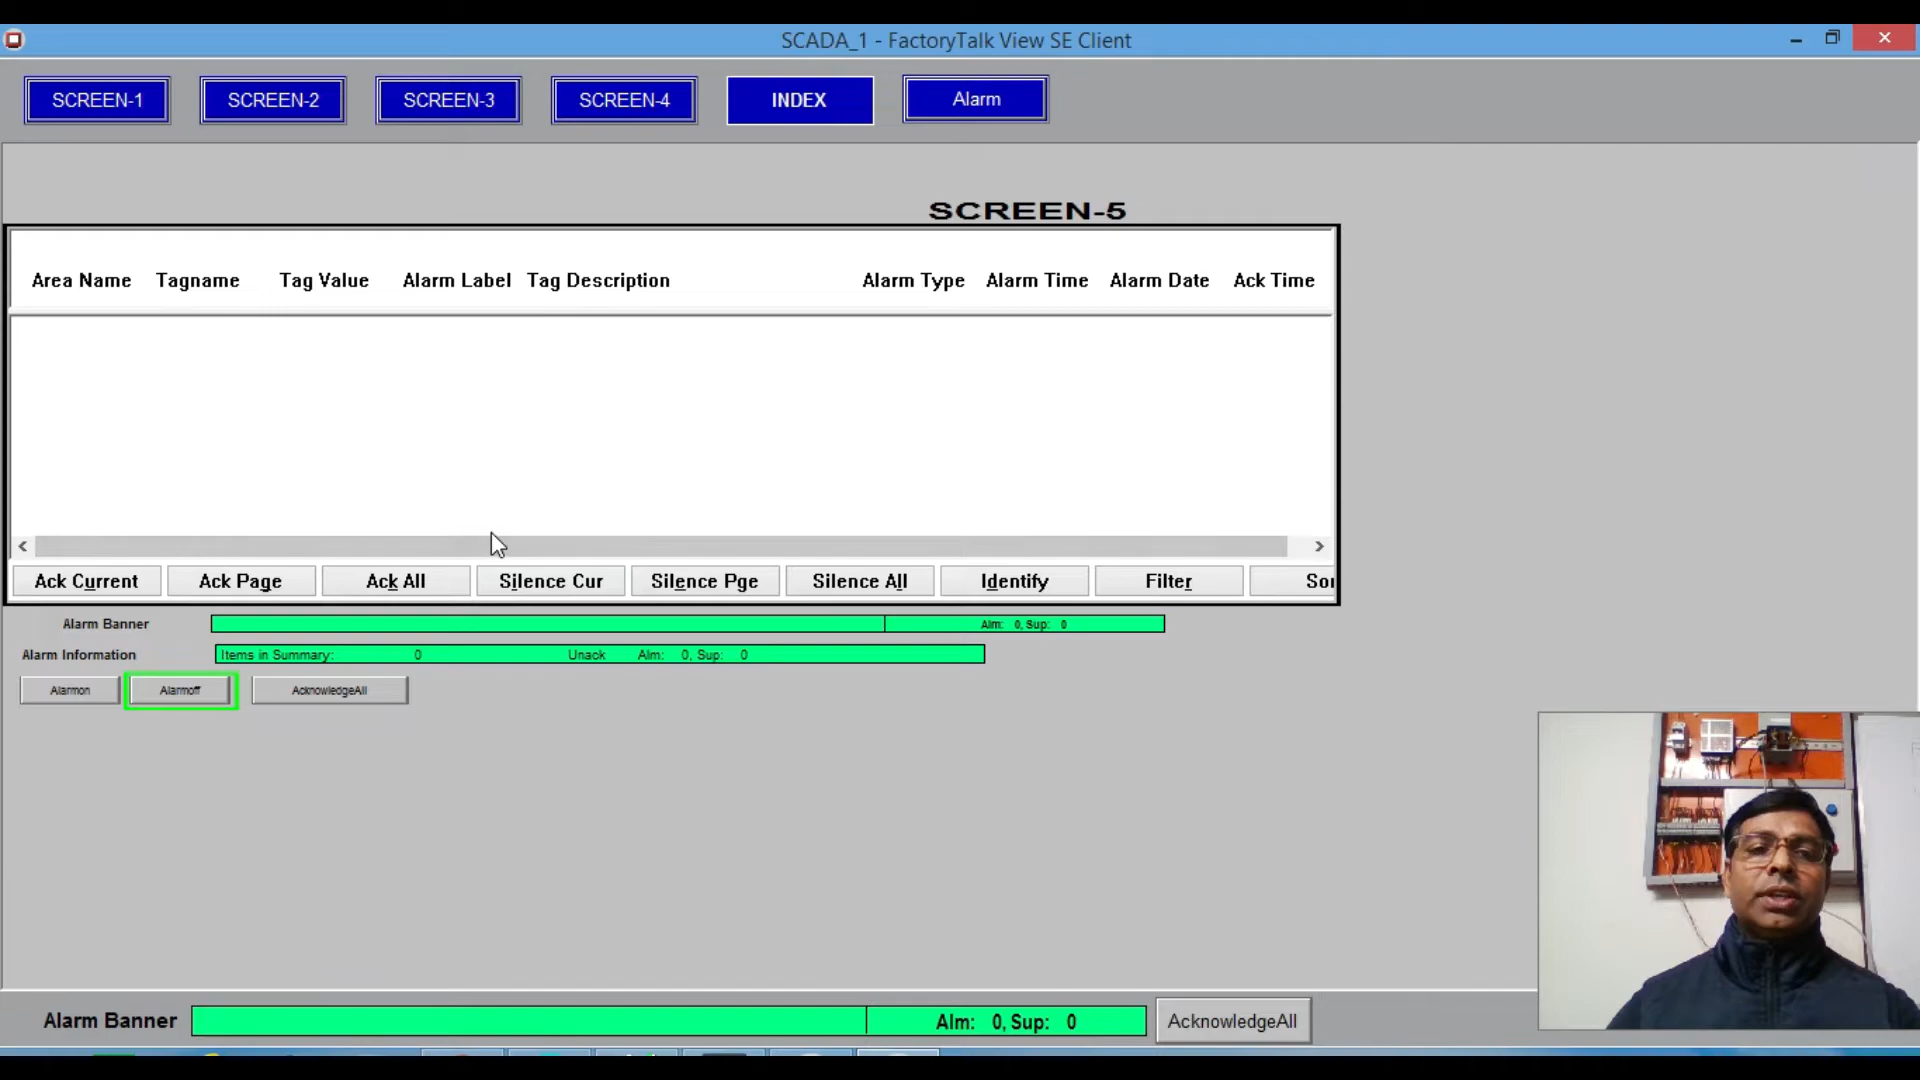 SCADA_1 - FactoryTalk View SE Client
SCREEN-1 SCREEN-2 SCREEN-3 SCREEN-4 INDEX Alarm
SCREEN-5
Area Name Tagname Tag Value Alarm Label Tag Description Alarm Type Alarm Time Alarm Date Ack Time
Ack Current Ack Page Ack All Silence Cur Silence Pge Silence All Identify Filter
Alarm Banner Alm: 0, Sup: 0
Alarm Information Items in Summary: 0 Unack Alm: 0, Sup: 0
Alarmon Alarmoff AcknowledgeAll
Alarm Banner Alm: 0, Sup: 0 AcknowledgeAll